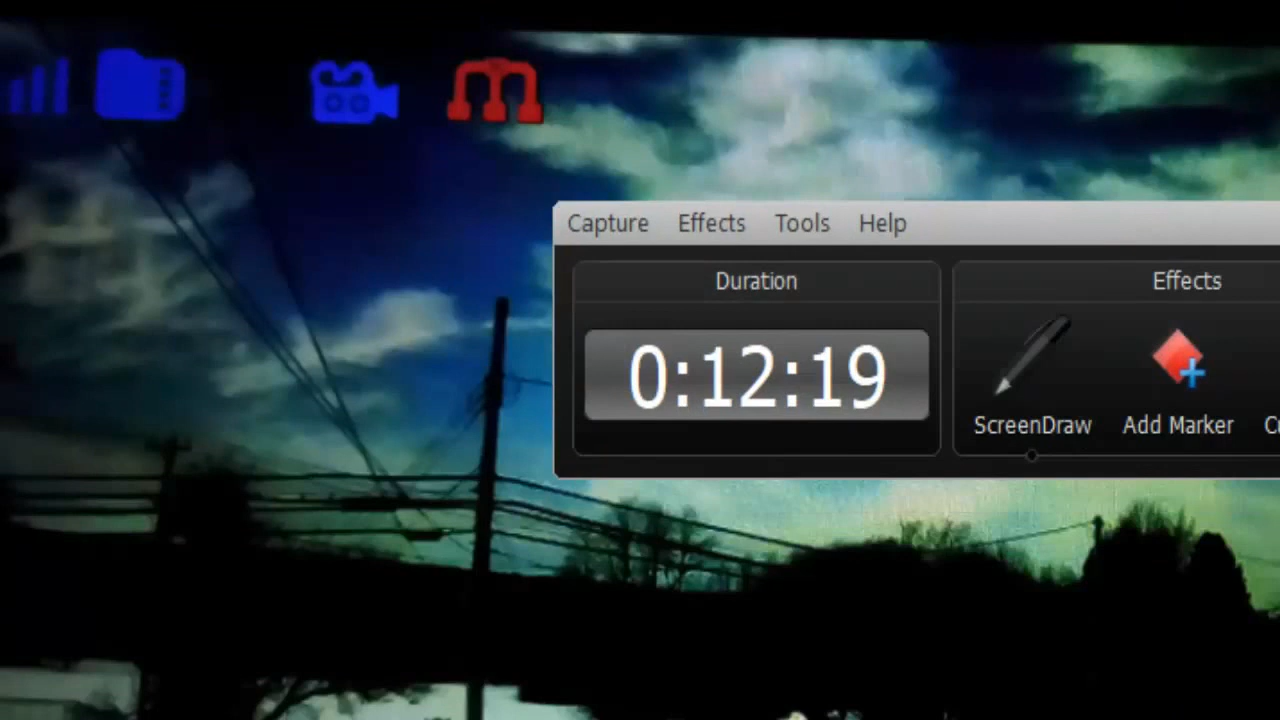 Capture Effects Tools Help
Duration Effects
0:12:19
ScreenDraw Add Marker